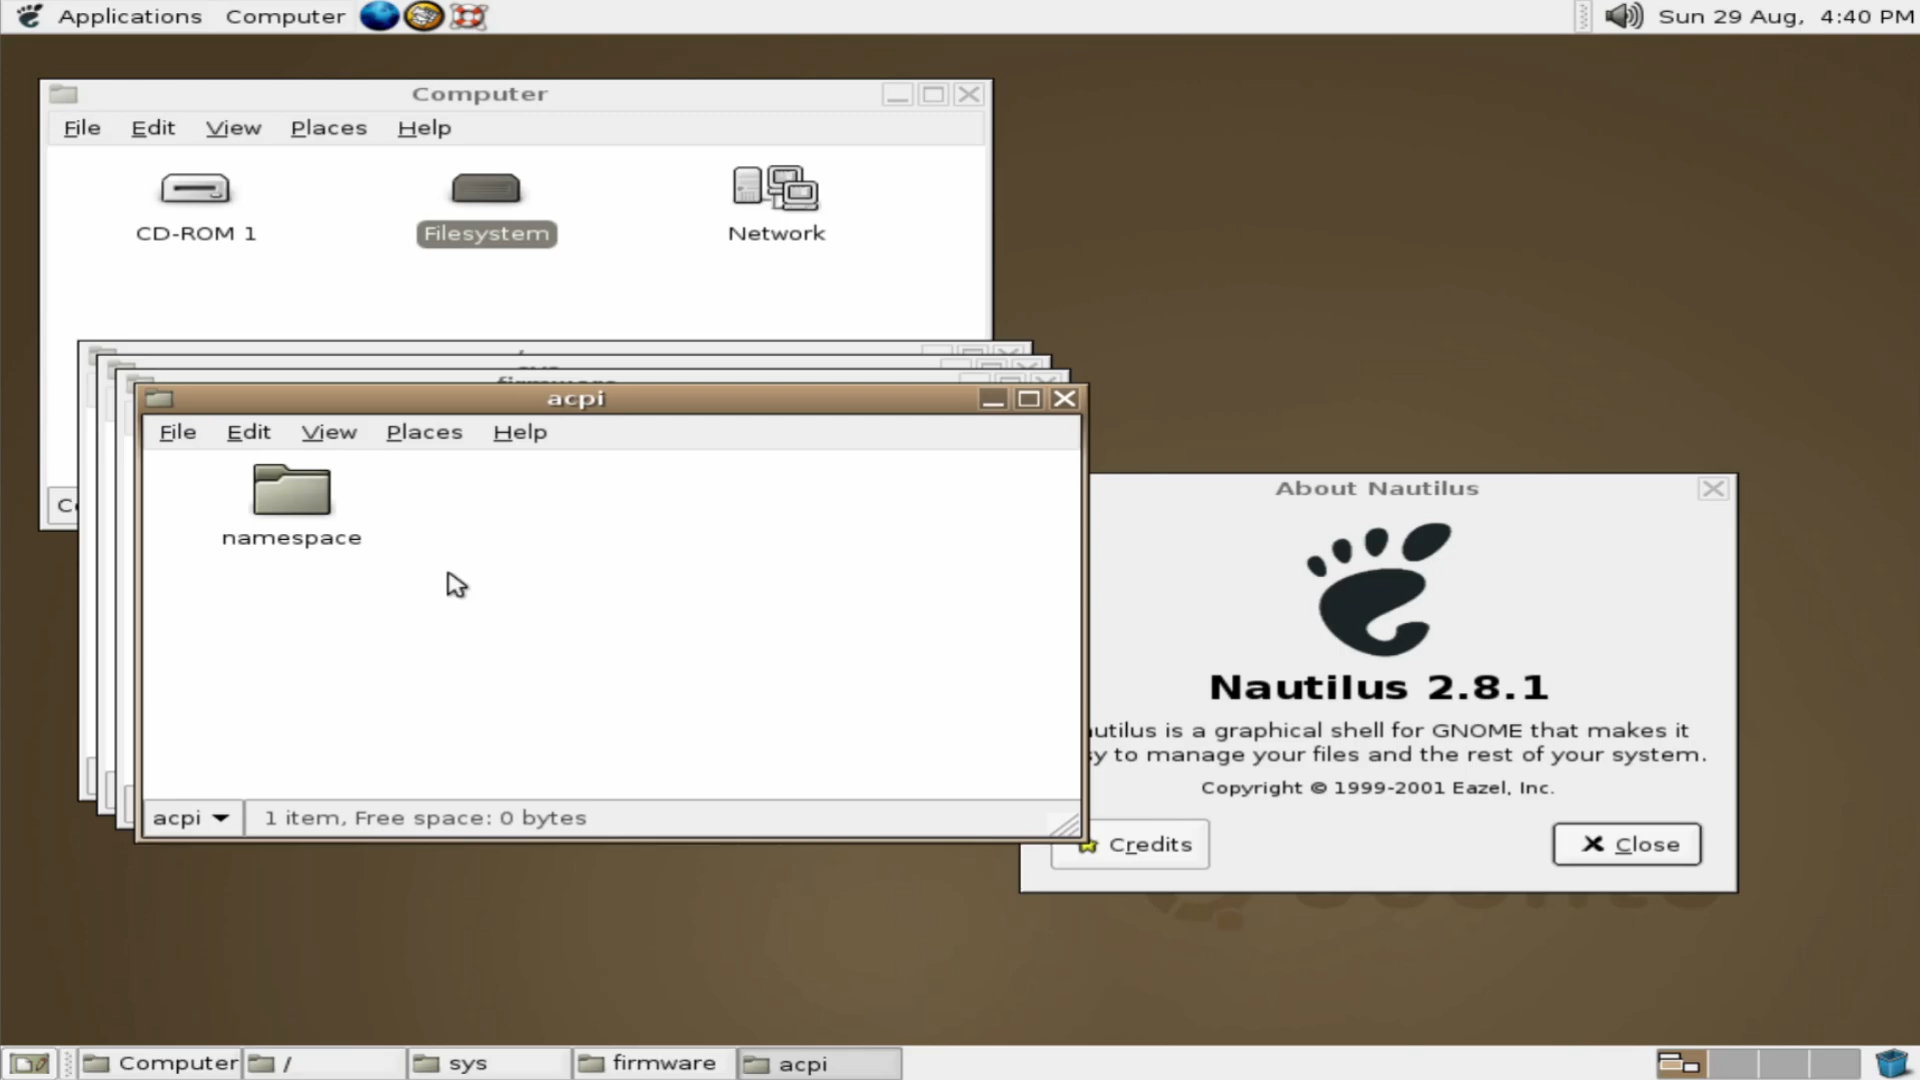 Applications Computer Sun 29 Aug, 4:40 PM
Computer
File Edit View Places Help
CD-ROM 1 Filesystem Network
acpi
File Edit View Places Help
namespace
acpi 1 item, Free space: 0 bytes
About Nautilus
Nautilus 2.8.1
is a graphical shell for GNOME that makes it
to manage your files and the rest of your system.
Copyright © 1999-2001 Eazel, Inc.
Credits Close
Computer / sys firmware acpi